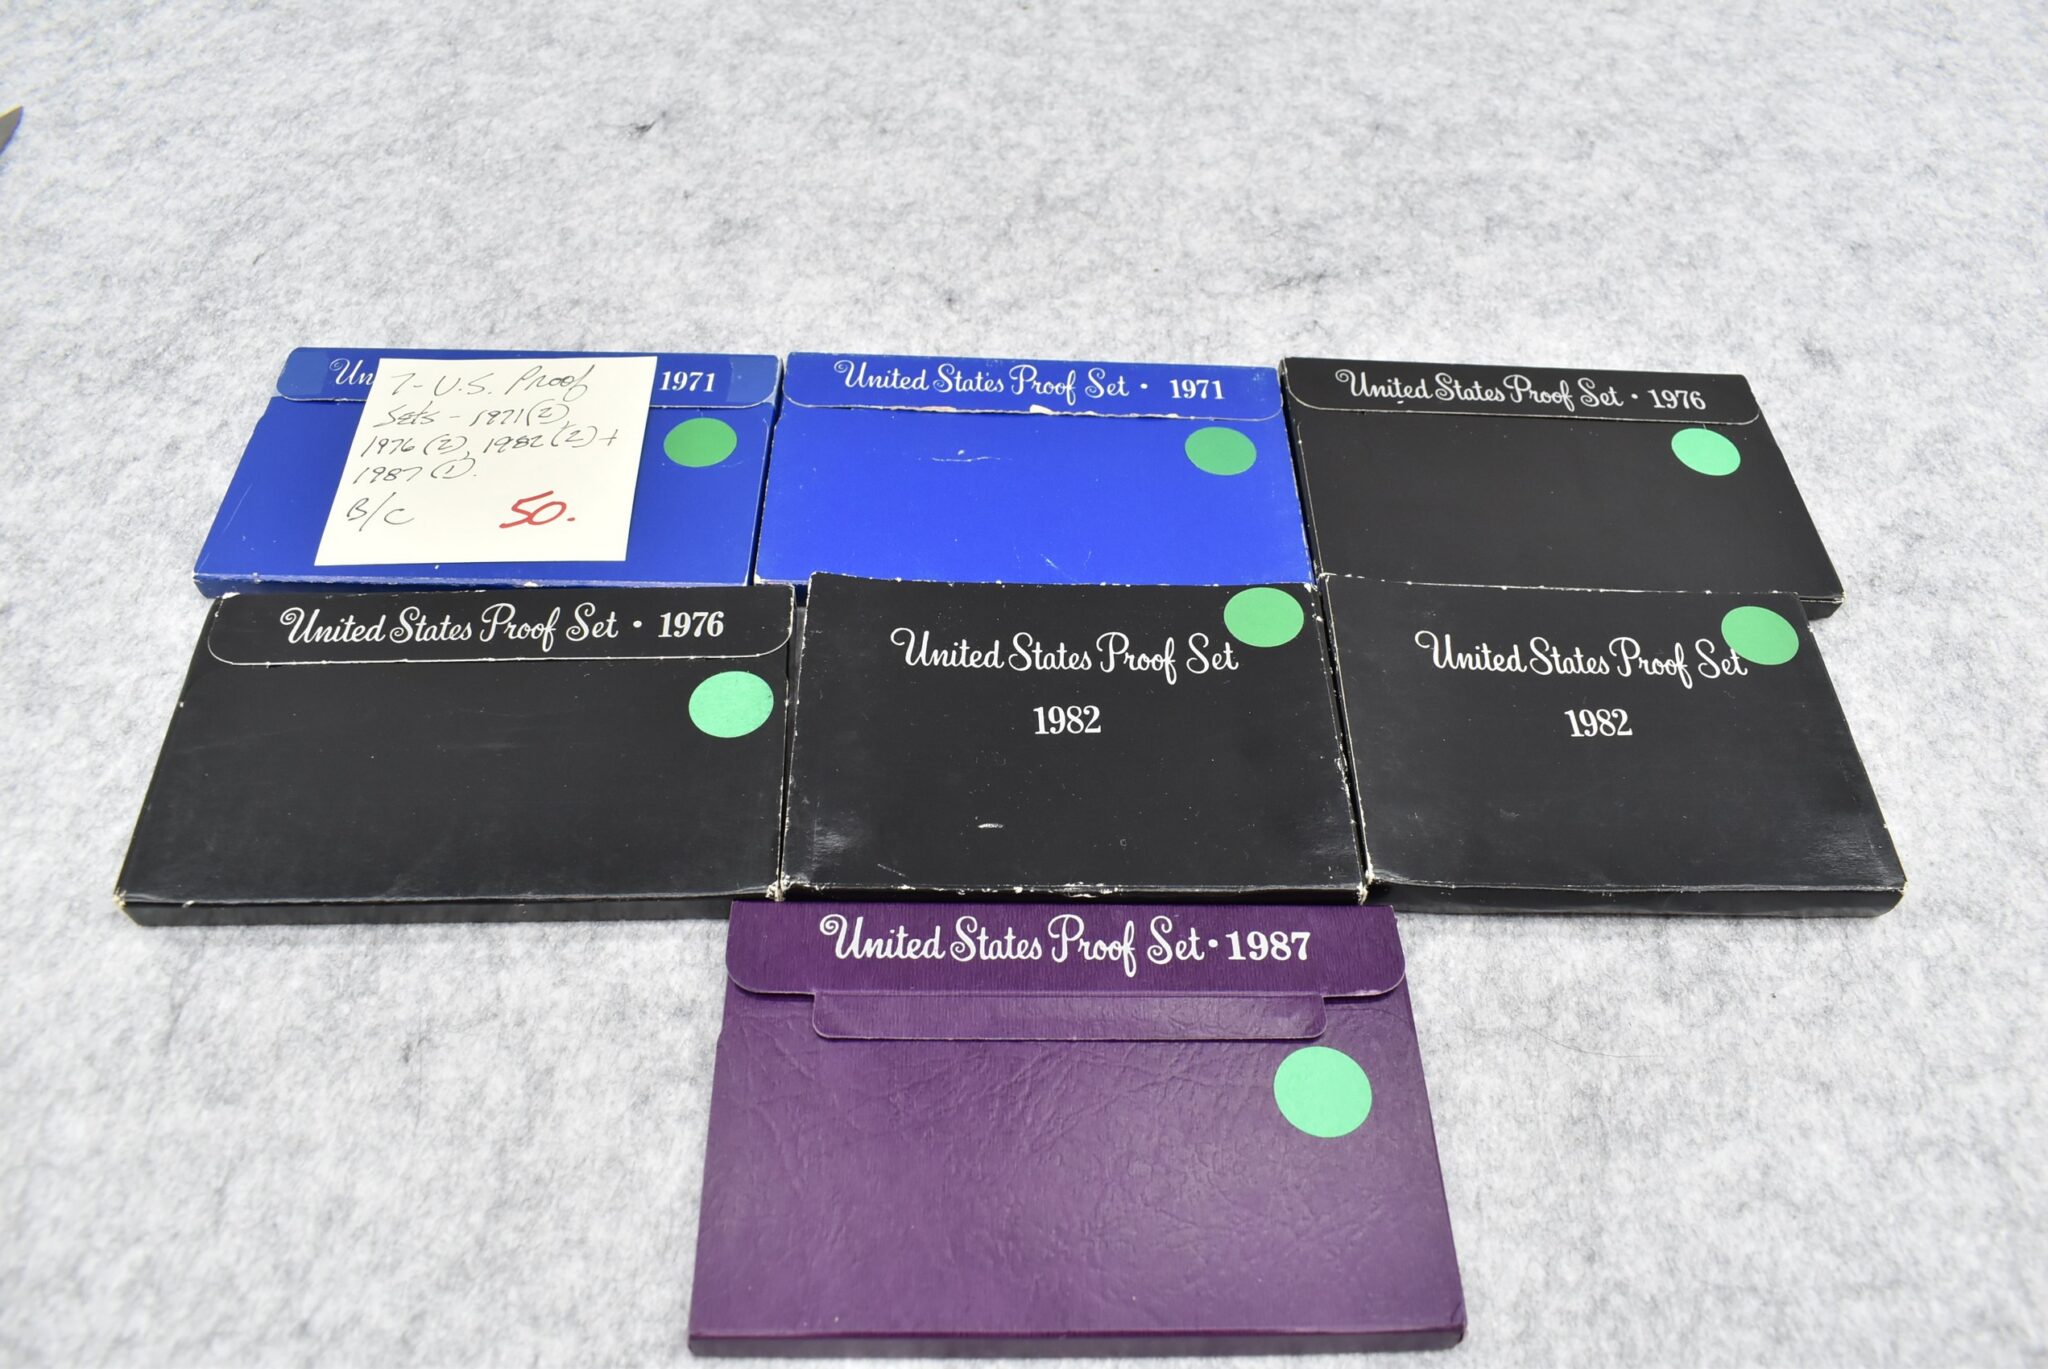 Un
1971
7- U.S. Proof
Sets - 1971(2),
1976 (2), 1982 (2) +
1987 (1).
B/C 50.
United States Proof Set • 1971
United States Proof Set • 1976
United States Proof Set • 1976
United States Proof Set
1982
United States Proof Set
1982
United States Proof Set • 1987